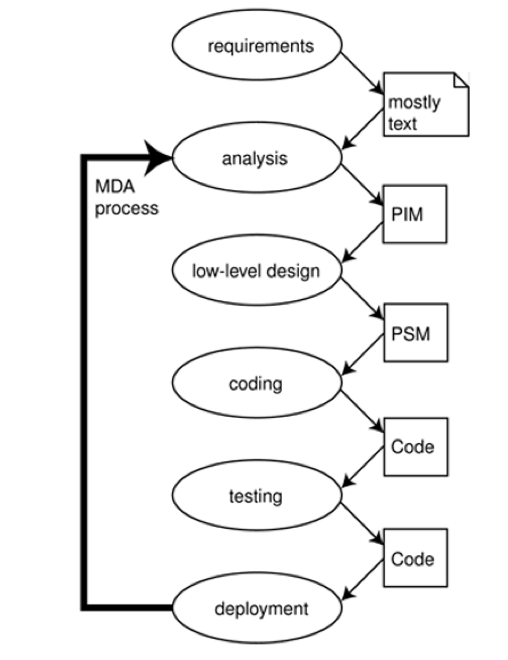 requirements
mostly
text
analysis
MDA
process
PIM
low-level design
PSM
coding
Code
testing
Code
deployment